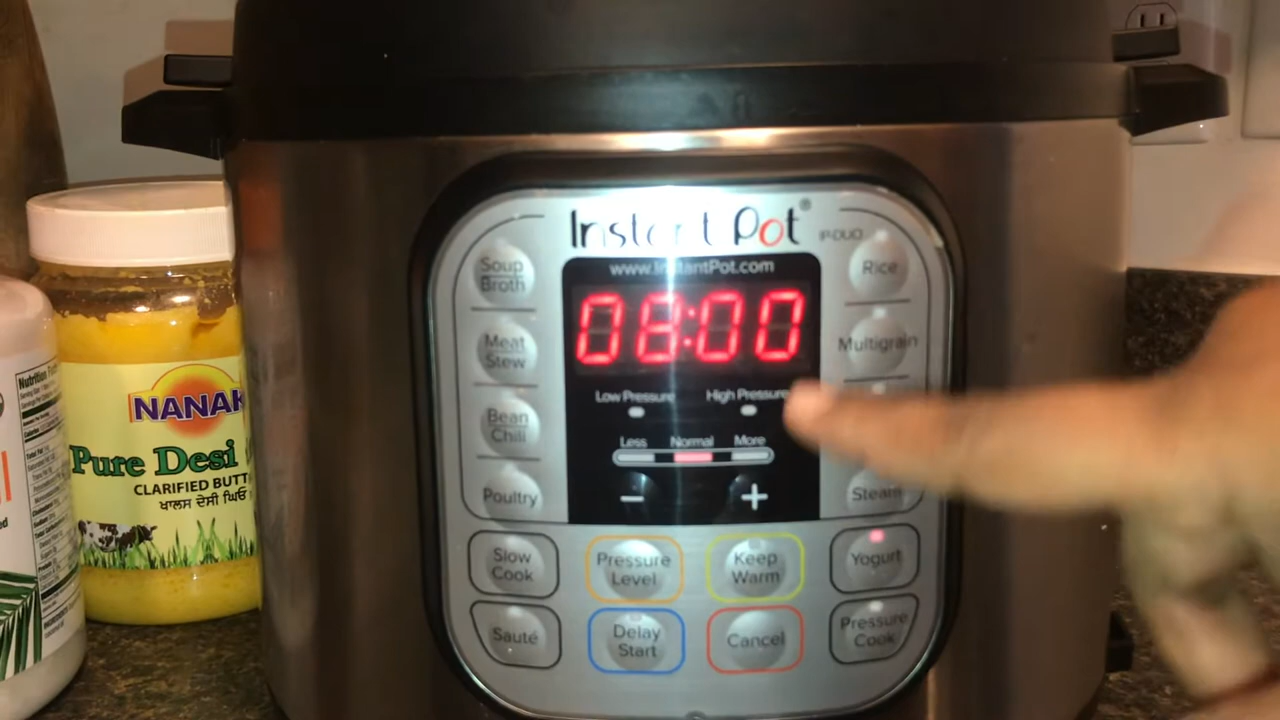 Instant Pot®
IP-DUO
www.InstantPot.com
08:00
Low Pressure
High Pressure
Less
Normal
More
−
+
Soup
Broth
Meat
Stew
Bean
Chili
Poultry
Slow
Cook
Sauté
Pressure
Level
Keep
Warm
Delay
Start
Cancel
Rice
Multigrain
Steam
Yogurt
Pressure
Cook
NANAK
Pure Desi
CLARIFIED BUTT
ਖਾਲਸ ਦੇਸੀ ਘਿਓ
Nutrition